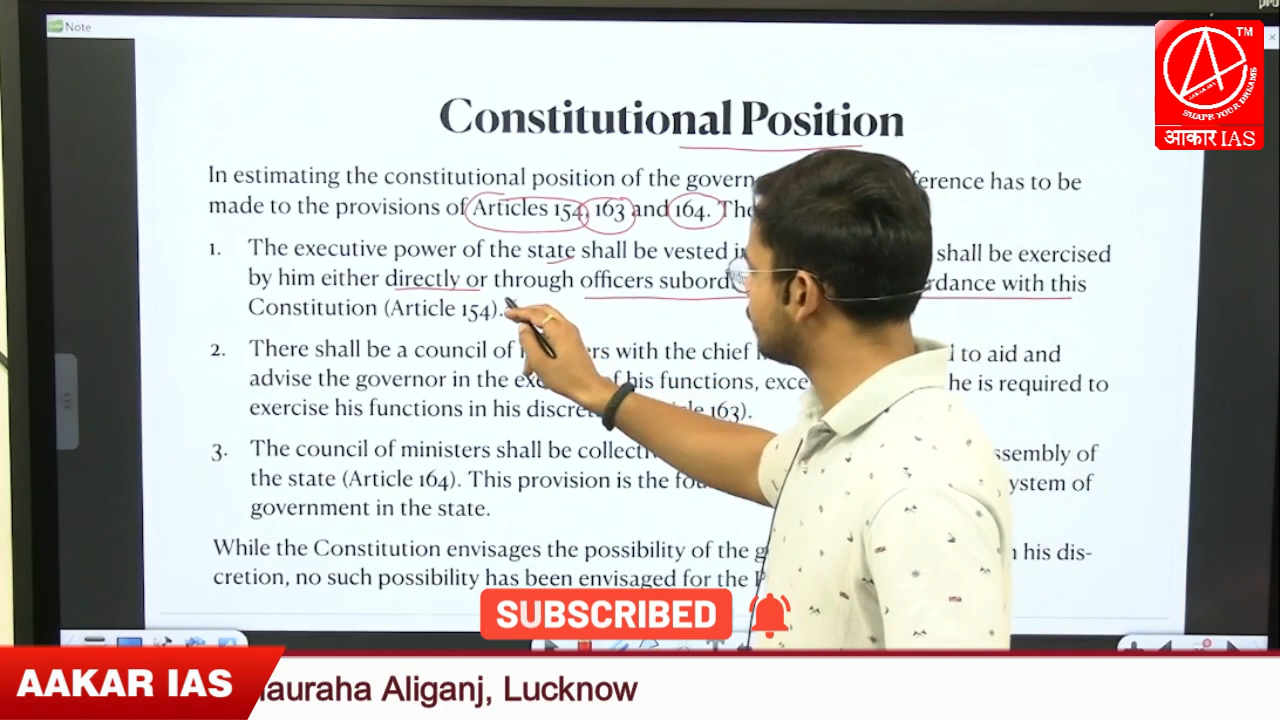 Note
TM
SHAPE YOUR DREAMS
आकार IAS
Constitutional Position
In estimating the constitutional position of the govern ference has to be
made to the provisions of Articles 154, 163 and 164. The
1. The executive power of the state shall be vested in shall be exercised
by him either directly or through officers subord rdance with this
Constitution (Article 154).
2. There shall be a council of ers with the chief to aid and
advise the governor in the exe f his functions, exce he is required to
exercise his functions in his discret cle 163).
3. The council of ministers shall be collecti ssembly of
the state (Article 164). This provision is the fou ystem of
government in the state.
While the Constitution envisages the possibility of the g his dis-
cretion, no such possibility has been envisaged for the P
SUBSCRIBED
AAKAR IAS
auraha Aliganj, Lucknow